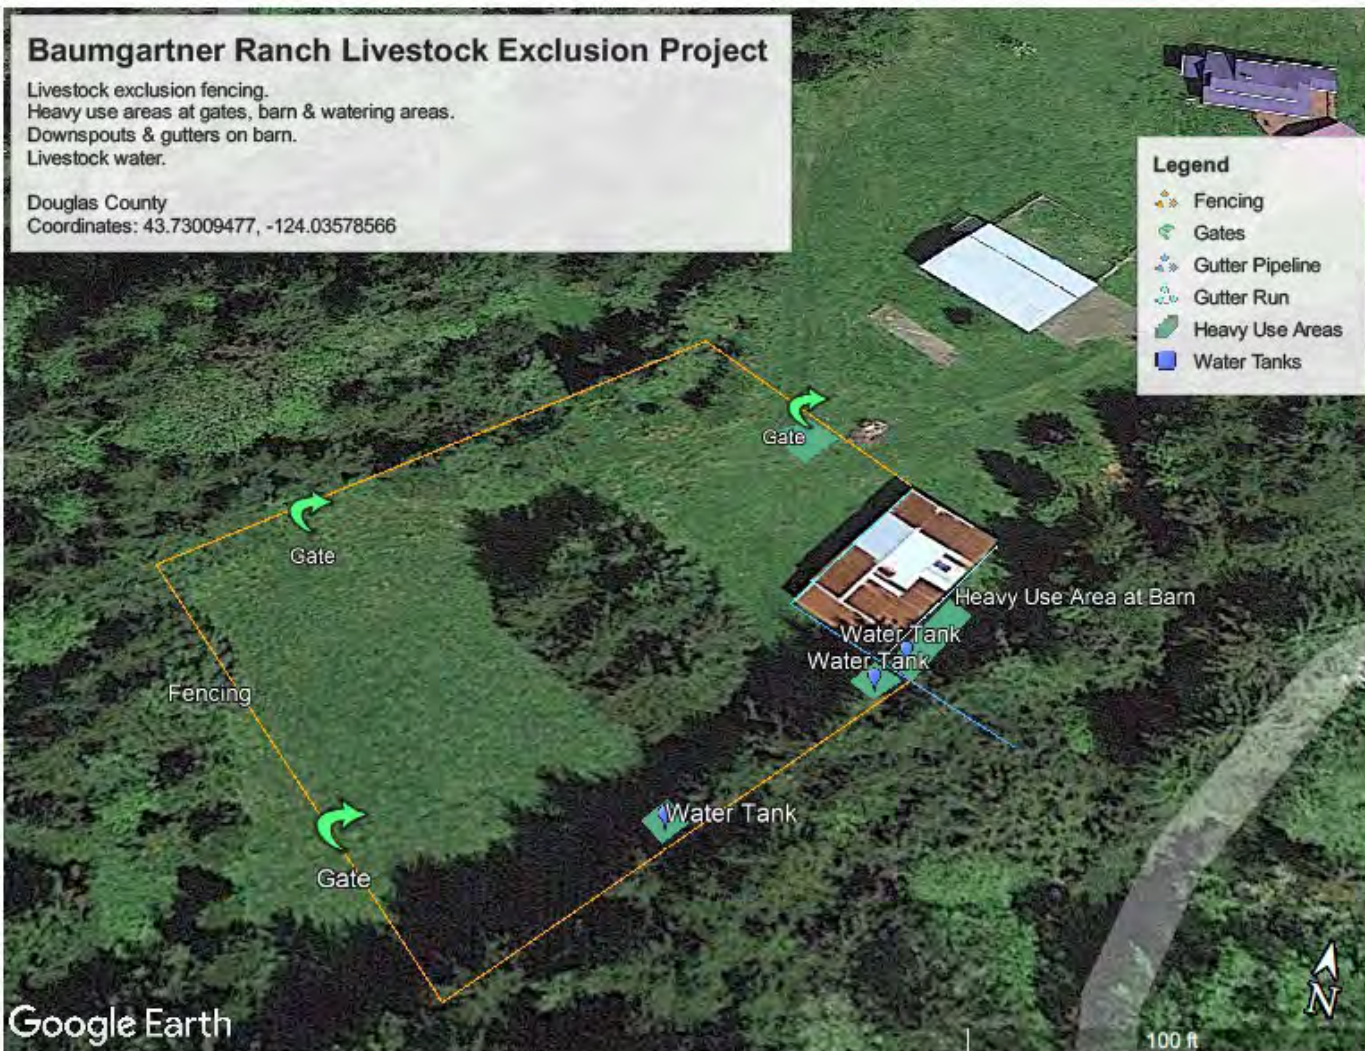 Baumgartner Ranch Livestock Exclusion Project
Livestock exclusion fencing.
Heavy use areas at gates, barn & watering areas.
Downspouts & gutters on barn.
Livestock water.
Douglas County
Coordinates: 43.73009477, -124.03578566
Legend
Fencing
Gates
Gutter Pipeline
Gutter Run
Heavy Use Areas
Water Tanks
Gate
Gate
Heavy Use Area at Barn
Water Tank
Water Tank
Fencing
Water Tank
Gate
Google Earth
N
100 ft